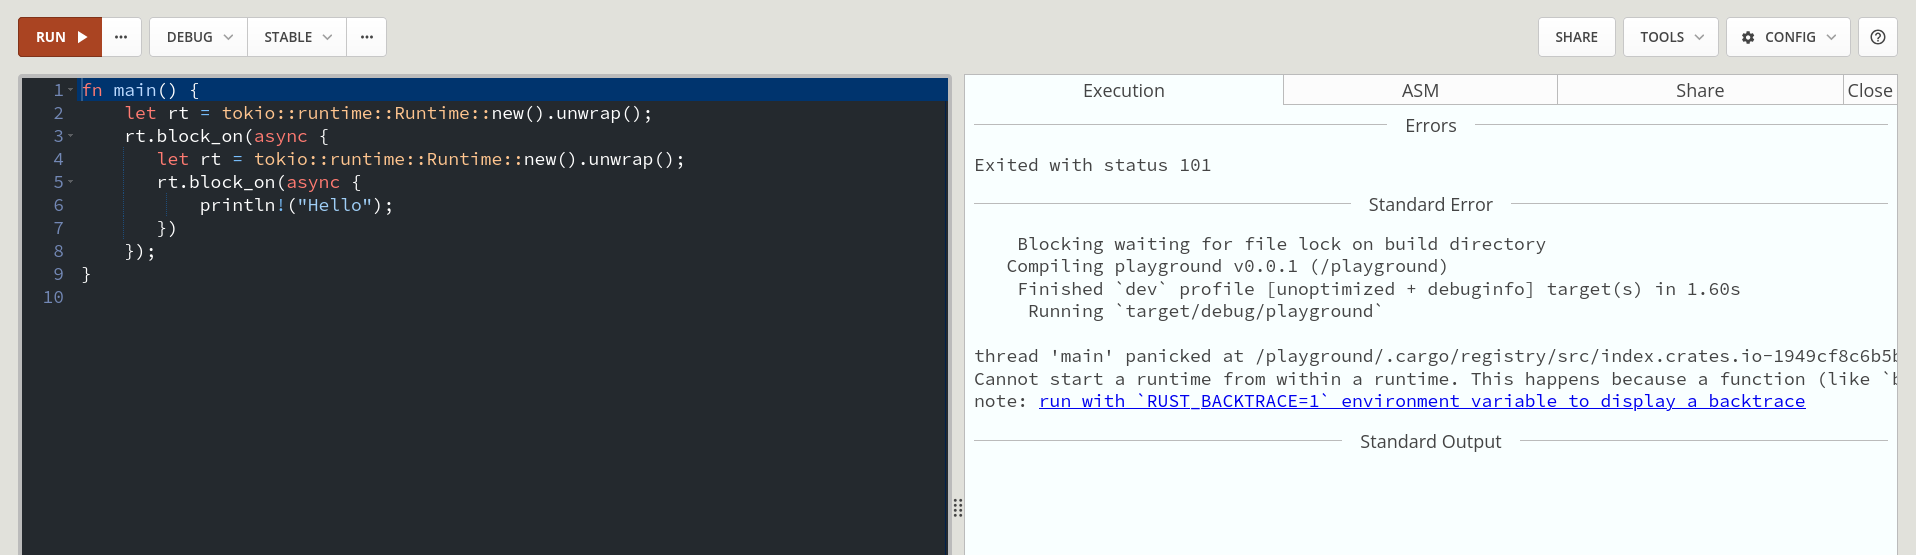 RUN ▶ ··· DEBUG STABLE ··· SHARE TOOLS CONFIG ?
1 fn main() {
2     let rt = tokio::runtime::Runtime::new().unwrap();
3     rt.block_on(async {
4        let rt = tokio::runtime::Runtime::new().unwrap();
5        rt.block_on(async {
6            println!("Hello");
7        })
8     });
9 }
10
Execution ASM Share Close
Errors
Exited with status 101
Standard Error
    Blocking waiting for file lock on build directory
   Compiling playground v0.0.1 (/playground)
    Finished `dev` profile [unoptimized + debuginfo] target(s) in 1.60s
     Running `target/debug/playground`
thread 'main' panicked at /playground/.cargo/registry/src/index.crates.io-1949cf8c6b5b
Cannot start a runtime from within a runtime. This happens because a function (like `b
note: run with `RUST_BACKTRACE=1` environment variable to display a backtrace
Standard Output